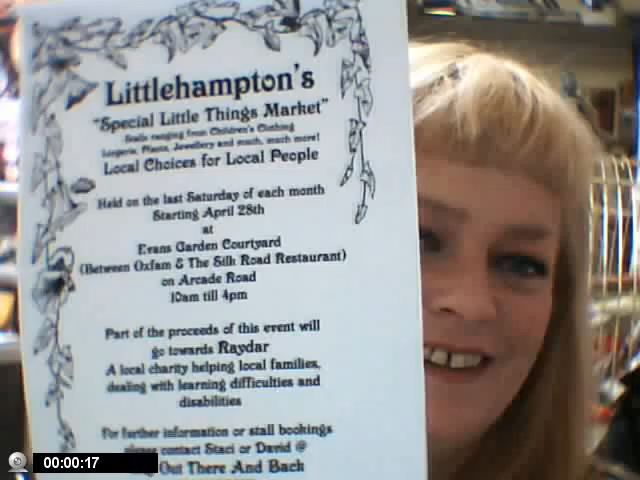 Littlehampton's
"Special Little Things Market"
Stalls ranging from Children's Clothing
Lingerie, Plants, Jewellery and much, much more!
Local Choices for Local People
Held on the last Saturday of each month
Starting April 28th
at
Evans Garden Courtyard
(Between Oxfam & The Silk Road Restaurant)
on Arcade Road
10am till 4pm
Part of the proceeds of this event will
go towards Raydar
A local charity helping local families,
dealing with learning difficulties and
disabilities
For further information or stall bookings
please contact Staci or David @
Out There And Back
00:00:17